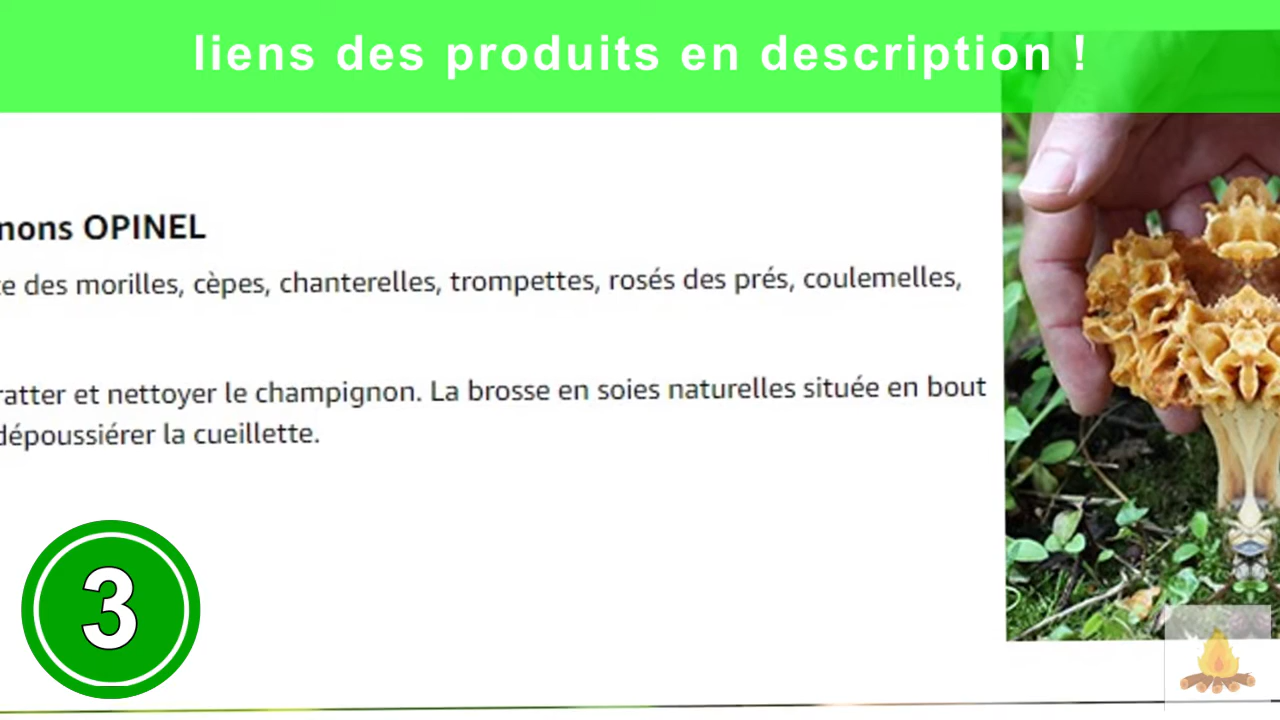 liens des produits en description !
nons OPINEL
te des morilles, cèpes, chanterelles, trompettes, rosés des prés, coulemelles,
ratter et nettoyer le champignon. La brosse en soies naturelles située en bout
dépoussiérer la cueillette.
3